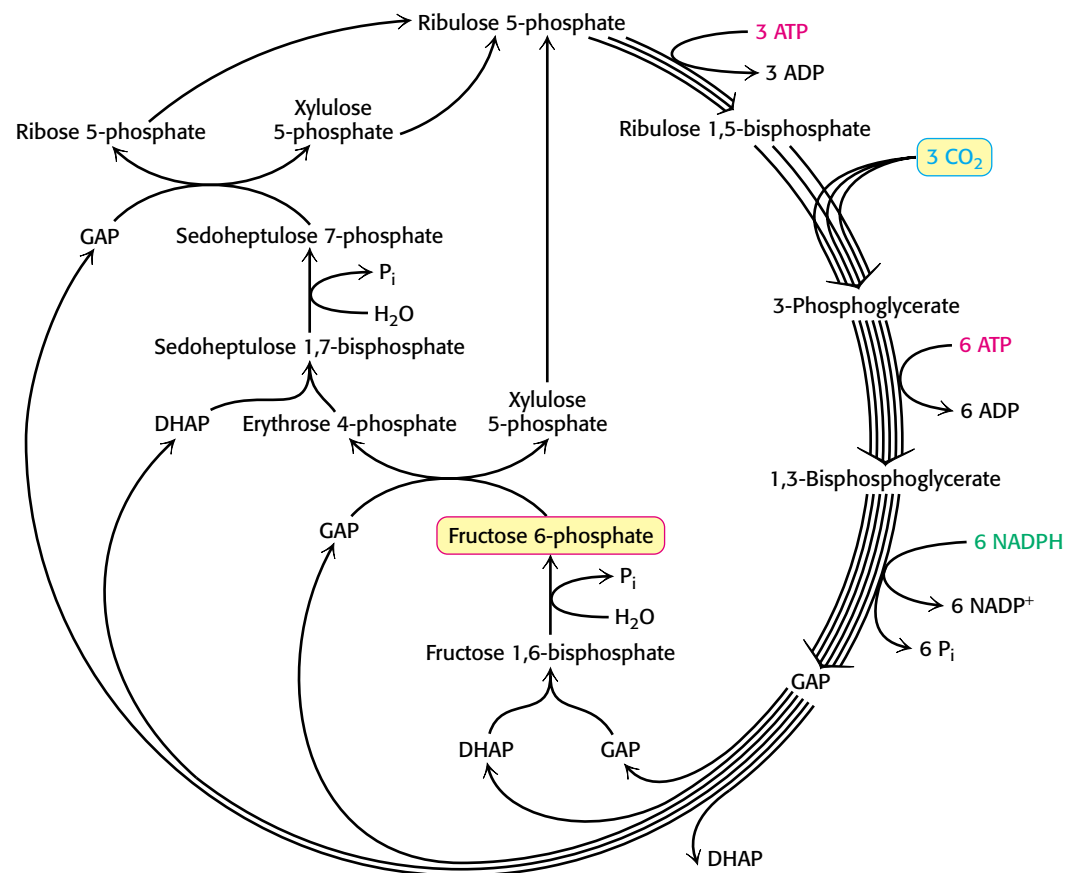 Ribulose 5-phosphate
3 ATP
3 ADP
Xylulose
5-phosphate
Ribose 5-phosphate
Ribulose 1,5-bisphosphate
3 CO₂
GAP
Sedoheptulose 7-phosphate
Pᵢ
H₂O
3-Phosphoglycerate
Sedoheptulose 1,7-bisphosphate
6 ATP
6 ADP
DHAP
Erythrose 4-phosphate
Xylulose
5-phosphate
1,3-Bisphosphoglycerate
GAP
Fructose 6-phosphate
6 NADPH
Pᵢ
H₂O
6 NADP⁺
6 Pᵢ
Fructose 1,6-bisphosphate
GAP
DHAP
GAP
DHAP